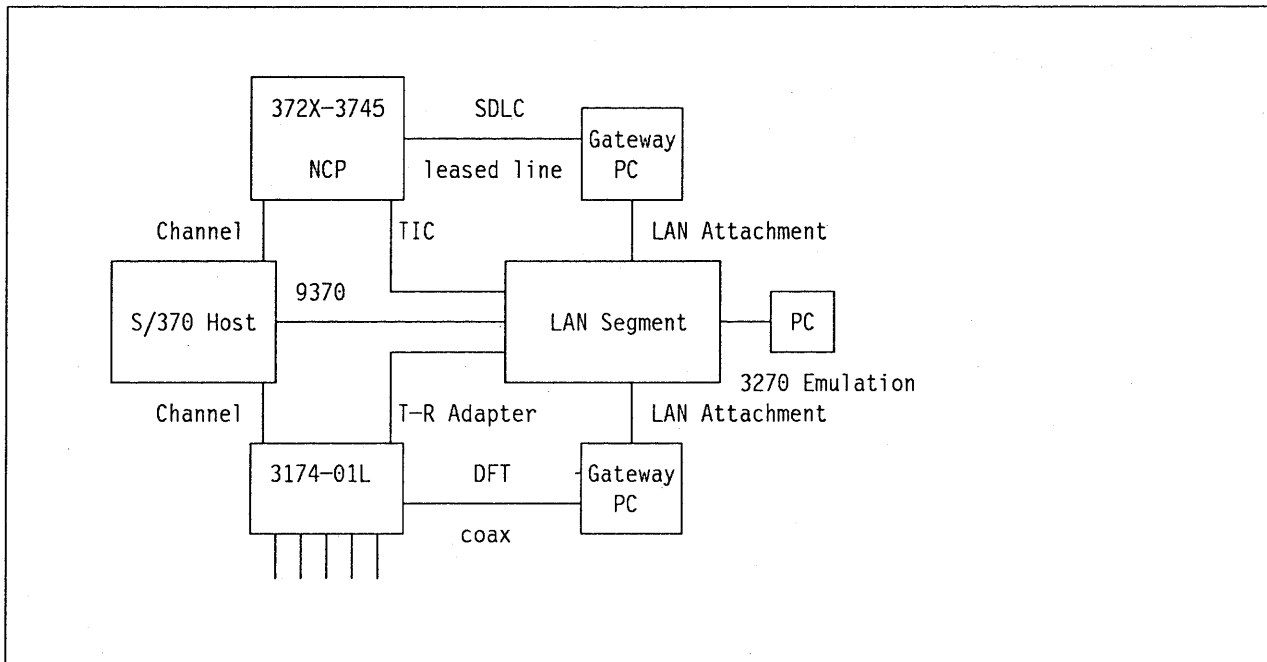 372X-3745
NCP
SDLC
leased line
Gateway
PC
Channel
TIC
LAN Attachment
S/370 Host
9370
LAN Segment
PC
3270 Emulation
Channel
T-R Adapter
LAN Attachment
3174-01L
DFT
coax
Gateway
PC